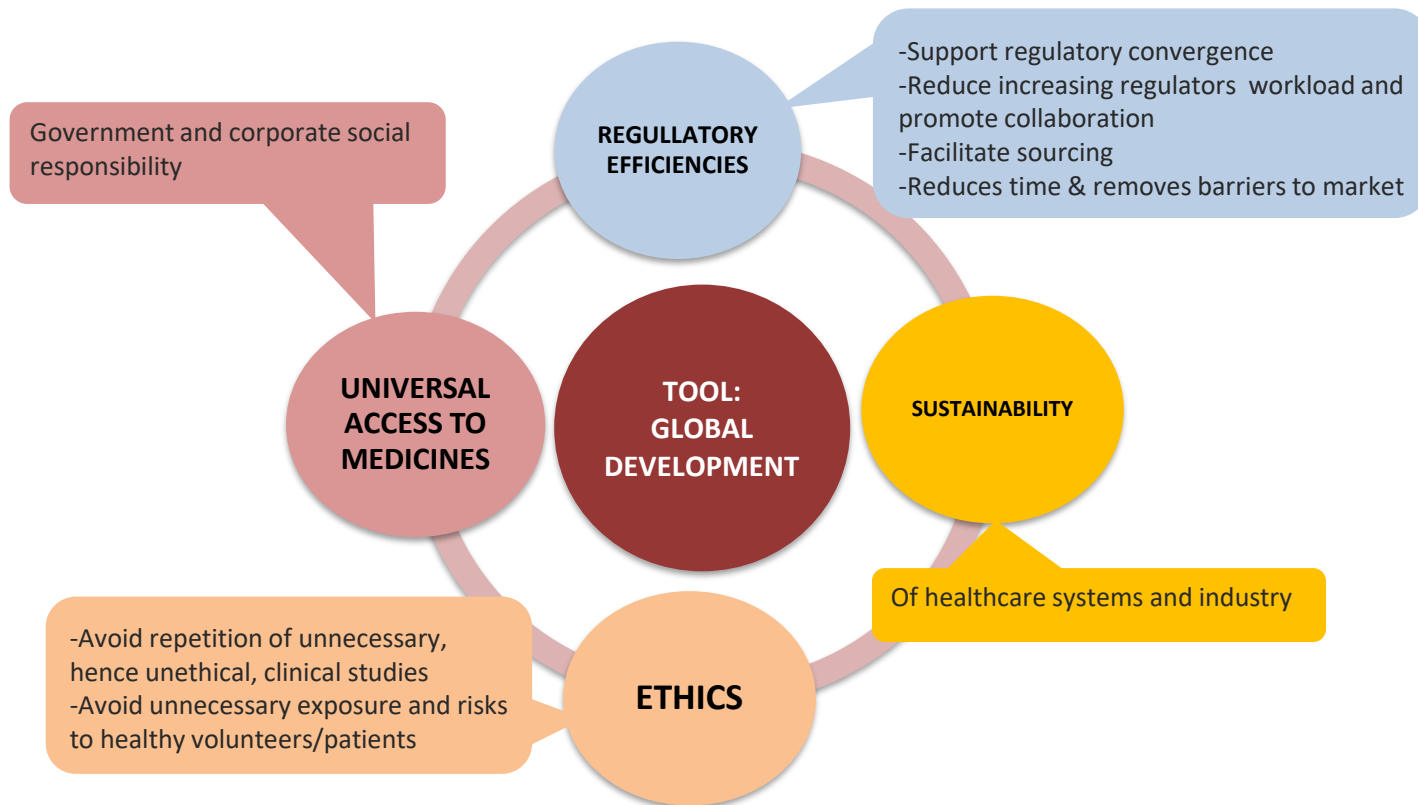 -Support regulatory convergence
-Reduce increasing regulators workload and
promote collaboration
-Facilitate sourcing
-Reduces time & removes barriers to market
REGULLATORY
EFFICIENCIES
Government and corporate social
responsibility
UNIVERSAL
ACCESS TO
MEDICINES
TOOL:
GLOBAL
DEVELOPMENT
SUSTAINABILITY
Of healthcare systems and industry
-Avoid repetition of unnecessary,
hence unethical, clinical studies
-Avoid unnecessary exposure and risks
to healthy volunteers/patients
ETHICS